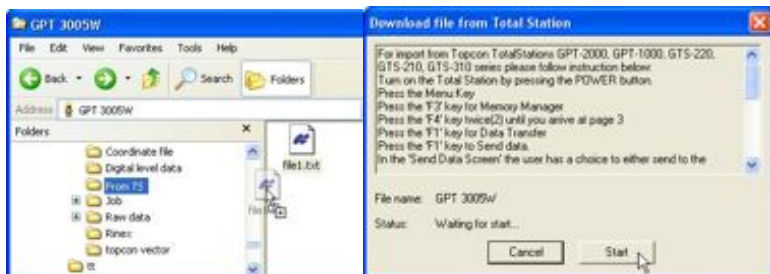 GPT 3005W
File Edit View Favorites Tools Help
Back Search Folders
Address GPT 3005W
Folders
Coordinate file
Digital level data
From TS
Job
Raw data
Rinex
topcon vector
tt
file1.txt
Download file from Total Station
For import from Topcon TotalStations GPT-2000, GPT-1000, GTS-220,
GTS-210, GTS-310 series please follow instruction below:
Turn on the Total Station by pressing the POWER button.
Press the Menu Key
Press the 'F3' key for Memory Manager
Press the 'F4' key twice(2) until you arrive at page 3
Press the 'F1' key for Data Transfer
Press the 'F1' key to Send data.
In the 'Send Data Screen' the user has a choice to either send to the
File name: GPT 3005W
Status: Waiting for start...
Cancel Start